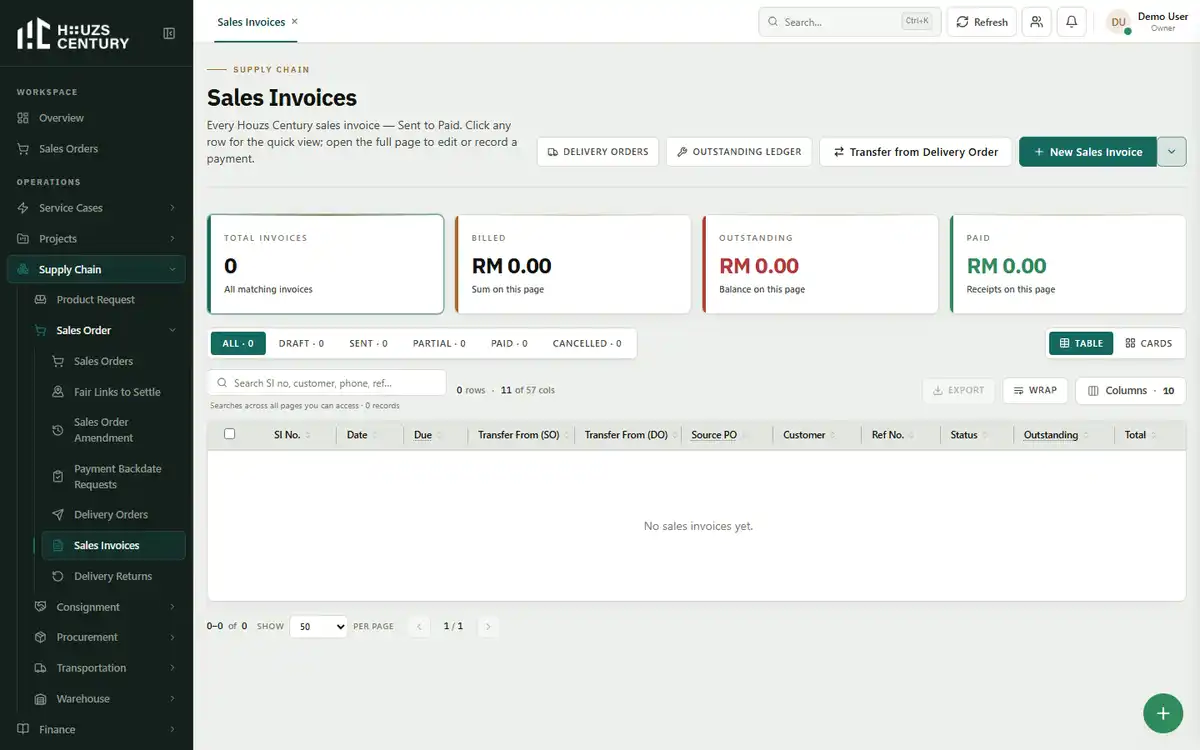 HOUZS
CENTURY
WORKSPACE
Overview
Sales Orders
OPERATIONS
Service Cases
Projects
Supply Chain
Product Request
Sales Order
Sales Orders
Fair Links to Settle
Sales Order
Amendment
Payment Backdate
Requests
Delivery Orders
Sales Invoices
Delivery Returns
Consignment
Procurement
Transportation
Warehouse
Finance
Sales Invoices ×
Search... Ctrl+K
Refresh
DU
Demo User
Owner
SUPPLY CHAIN
Sales Invoices
Every Houzs Century sales invoice — Sent to Paid. Click any
row for the quick view; open the full page to edit or record a
payment.
DELIVERY ORDERS
OUTSTANDING LEDGER
Transfer from Delivery Order
+ New Sales Invoice
TOTAL INVOICES
0
All matching invoices
BILLED
RM 0.00
Sum on this page
OUTSTANDING
RM 0.00
Balance on this page
PAID
RM 0.00
Receipts on this page
ALL · 0 DRAFT · 0 SENT · 0 PARTIAL · 0 PAID · 0 CANCELLED · 0
TABLE CARDS
Search SI no, customer, phone, ref...
0 rows · 11 of 57 cols
EXPORT WRAP Columns · 10
Searches across all pages you can access · 0 records
SI No. Date Due Transfer From (SO) Transfer From (DO) Source PO Customer Ref No. Status Outstanding Total
No sales invoices yet.
0–0 of 0 SHOW 50 PER PAGE 1 / 1